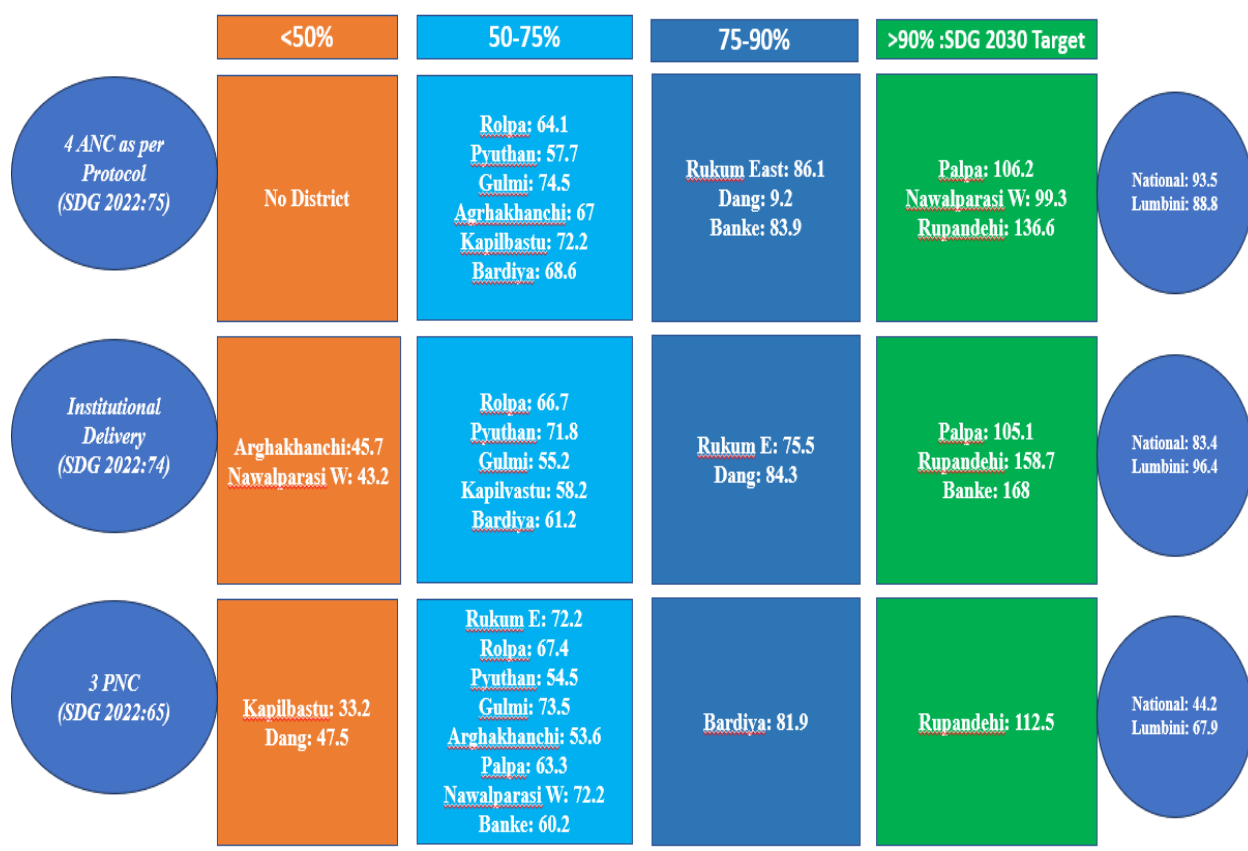 <50%
50-75%
75-90%
>90% :SDG 2030 Target
4 ANC as per
Protocol
(SDG 2022:75)
No District
Rolpa: 64.1
Pyuthan: 57.7
Gulmi: 74.5
Agrhakhanchi: 67
Kapilbastu: 72.2
Bardiya: 68.6
Rukum East: 86.1
Dang: 9.2
Banke: 83.9
Palpa: 106.2
Nawalparasi W: 99.3
Rupandehi: 136.6
National: 93.5
Lumbini: 88.8
Institutional
Delivery
(SDG 2022:74)
Arghakhanchi:45.7
Nawalparasi W: 43.2
Rolpa: 66.7
Pyuthan: 71.8
Gulmi: 55.2
Kapilvastu: 58.2
Bardiya: 61.2
Rukum E: 75.5
Dang: 84.3
Palpa: 105.1
Rupandehi: 158.7
Banke: 168
National: 83.4
Lumbini: 96.4
3 PNC
(SDG 2022:65)
Kapilbastu: 33.2
Dang: 47.5
Rukum E: 72.2
Rolpa: 67.4
Pyuthan: 54.5
Gulmi: 73.5
Arghakhanchi: 53.6
Palpa: 63.3
Nawalparasi W: 72.2
Banke: 60.2
Bardiya: 81.9
Rupandehi: 112.5
National: 44.2
Lumbini: 67.9